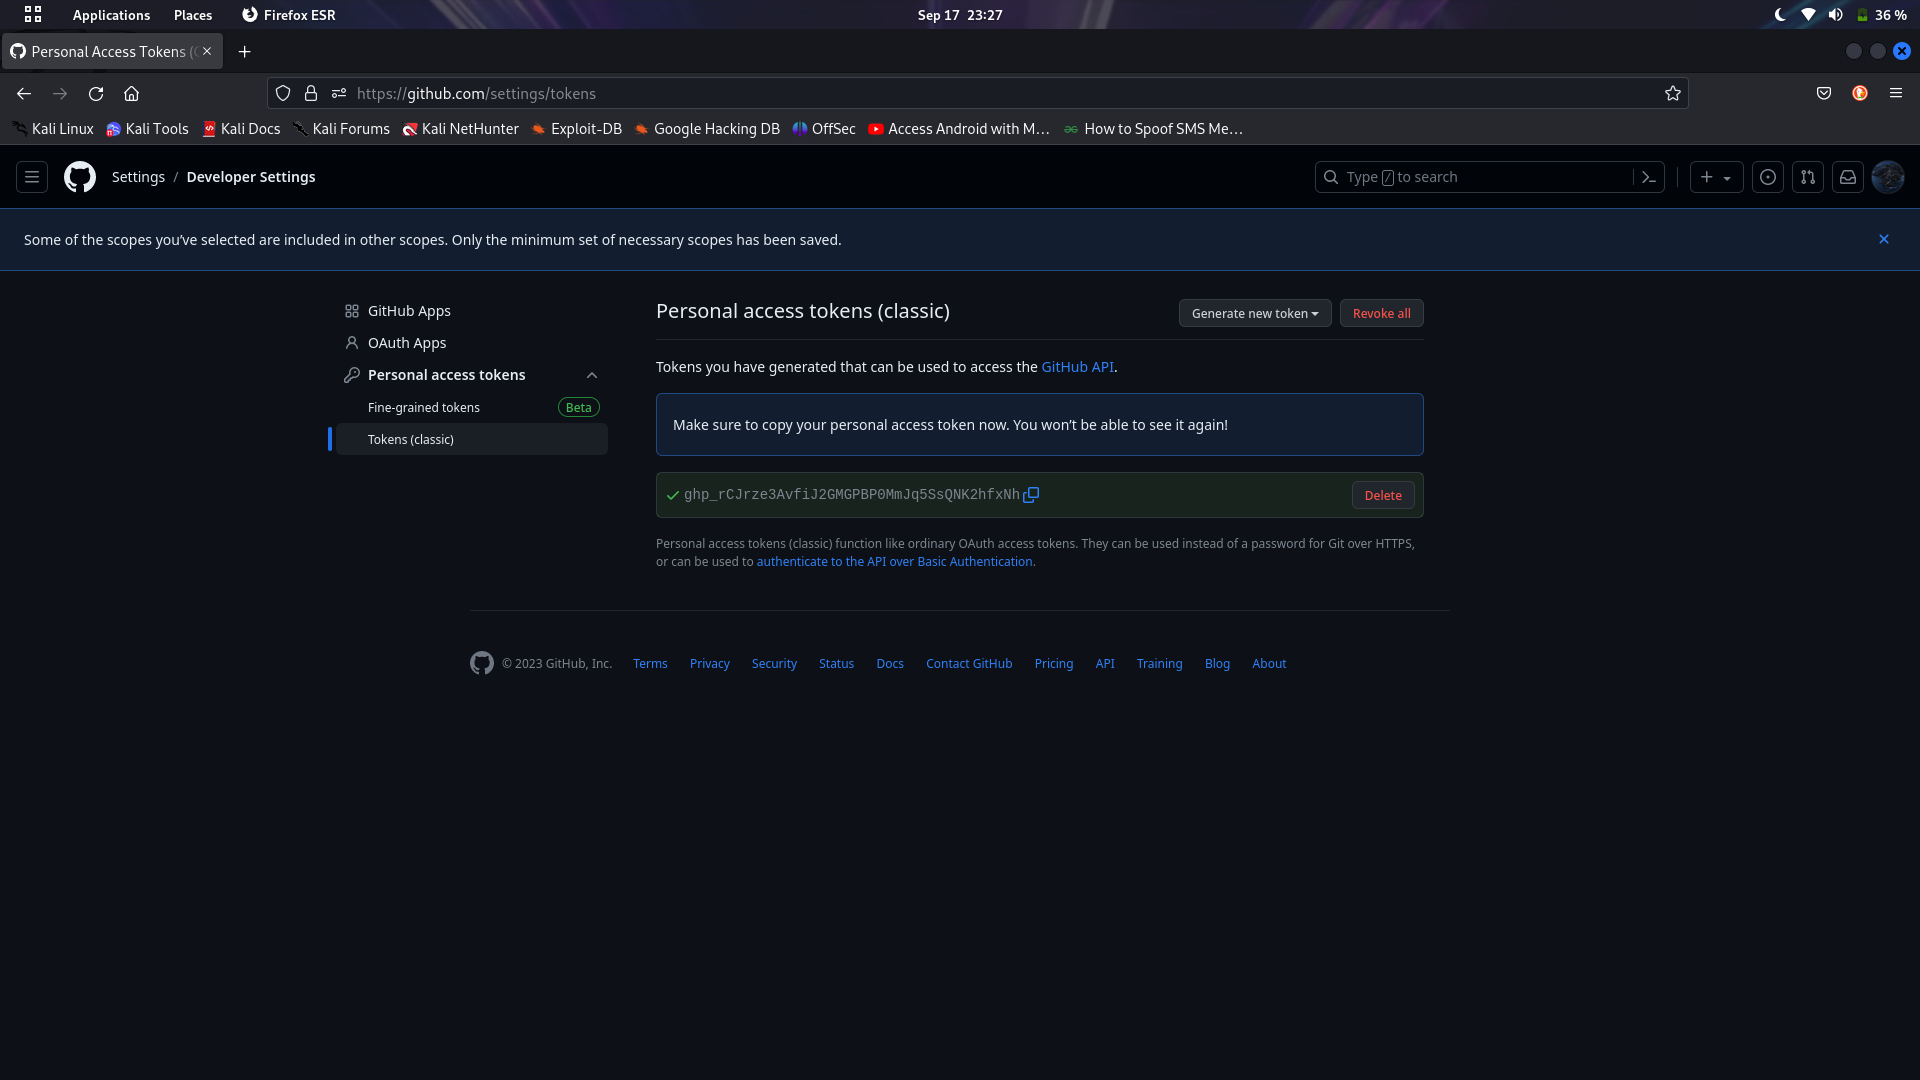 Applications Places Firefox ESR Sep 17 23:27 36 %
Personal Access Tokens (
https://github.com/settings/tokens
Kali Linux Kali Tools Kali Docs Kali Forums Kali NetHunter Exploit-DB Google Hacking DB OffSec Access Android with M… How to Spoof SMS Me…
Settings / Developer Settings Type / to search
Some of the scopes you’ve selected are included in other scopes. Only the minimum set of necessary scopes has been saved.
GitHub Apps
OAuth Apps
Personal access tokens
Fine-grained tokens Beta
Tokens (classic)
Personal access tokens (classic) Generate new token Revoke all
Tokens you have generated that can be used to access the GitHub API.
Make sure to copy your personal access token now. You won’t be able to see it again!
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 Delete
Personal access tokens (classic) function like ordinary OAuth access tokens. They can be used instead of a password for Git over HTTPS,
or can be used to authenticate to the API over Basic Authentication.
© 2023 GitHub, Inc. Terms Privacy Security Status Docs Contact GitHub Pricing API Training Blog About